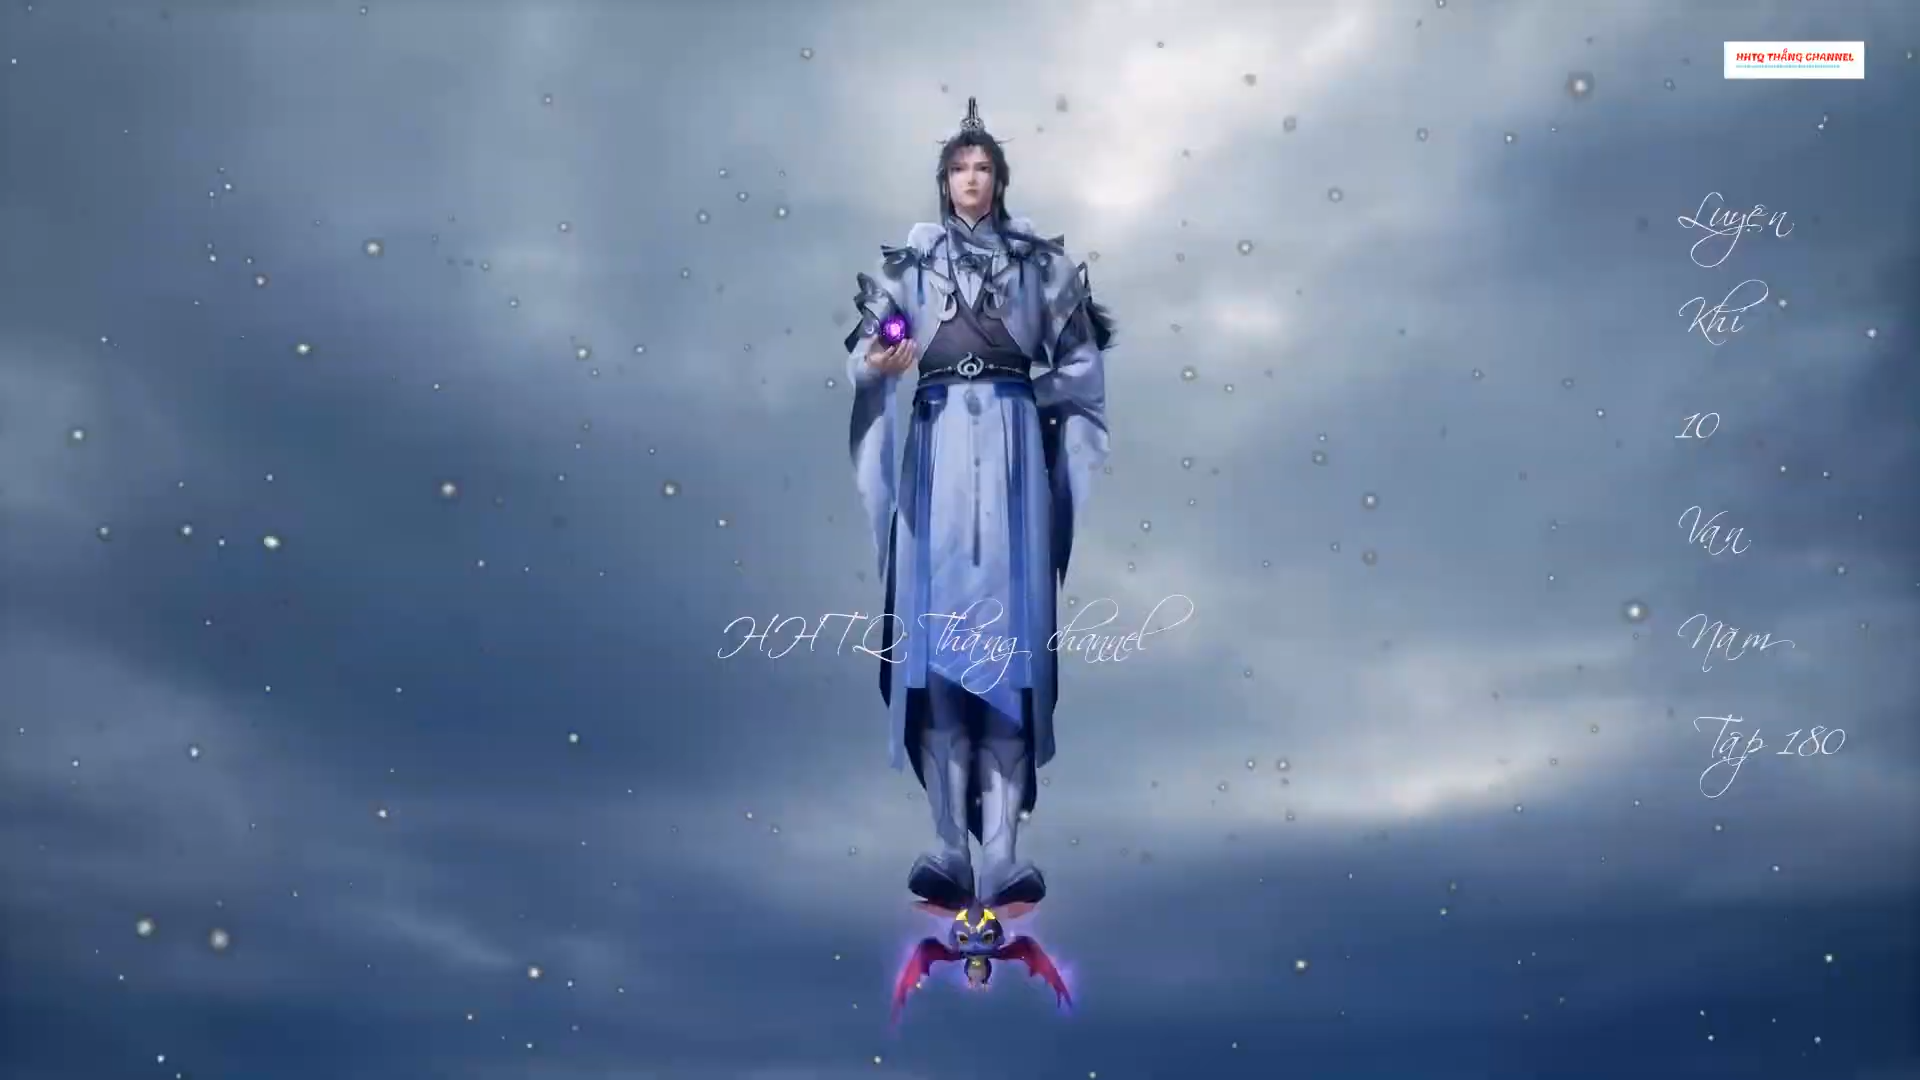 HHTQ THẮNG CHANNEL
Luyện
Khí
10
Vạn
Năm
Tập 180
HHTQ Thắng channel